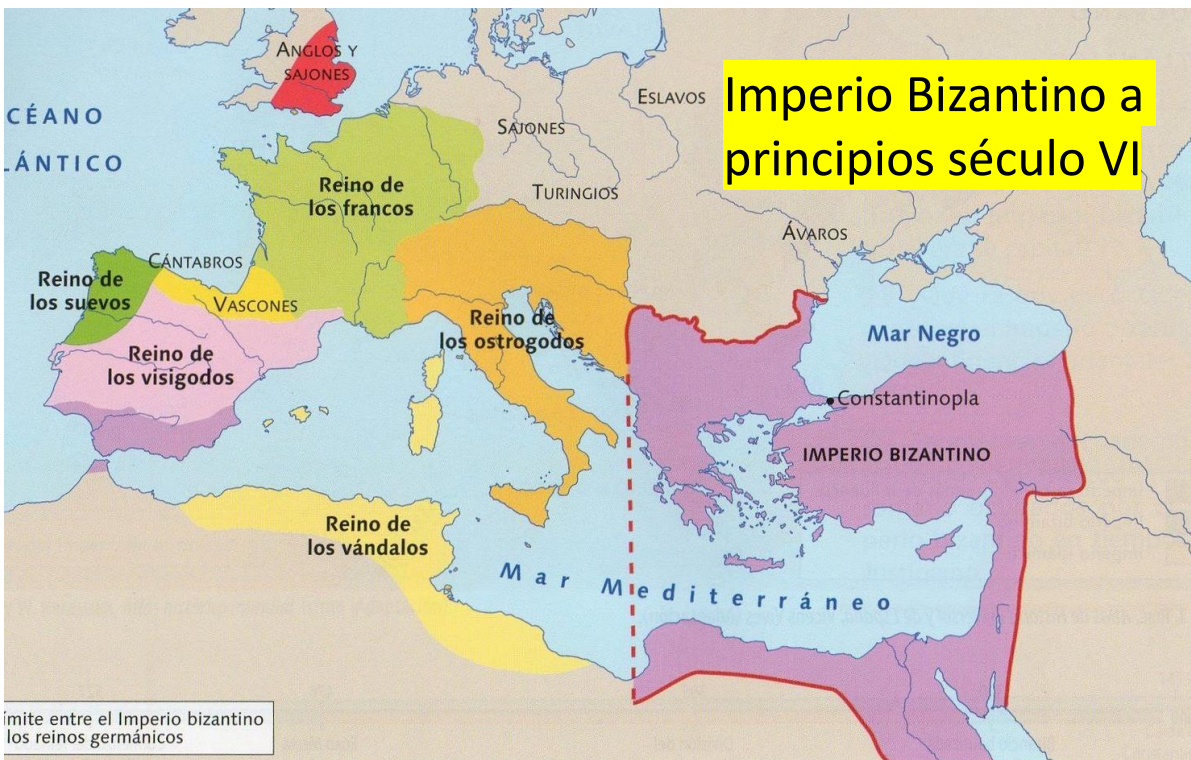 Imperio Bizantino a
principios século VI
ANGLOS Y
SAJONES
CÉANO
LÁNTICO
ESLAVOS
SAJONES
TURINGIOS
Reino de
los francos
ÁVAROS
CÁNTABROS
Reino de
los suevos
VASCONES
Reino de
los ostrogodos
Mar Negro
Reino de
los visigodos
Constantinopla
IMPERIO BIZANTINO
Reino de
los vándalos
Mar Mediterráneo
ímite entre el Imperio bizantino
los reinos germánicos